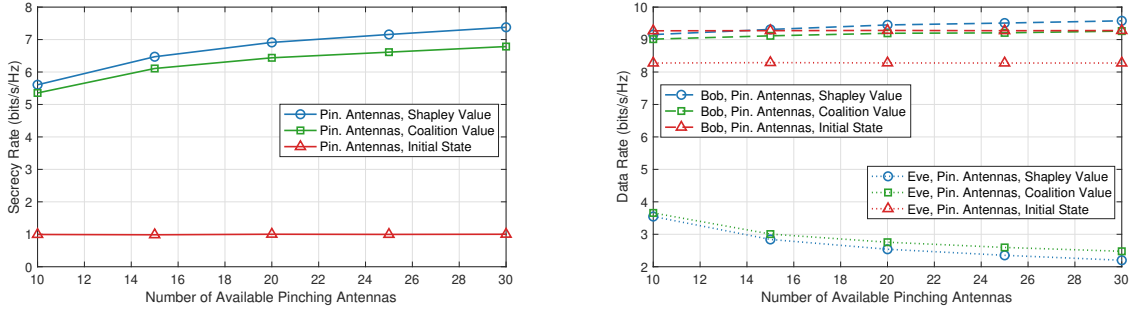 8
7
6
5
4
3
2
1
0
Secrecy Rate (bits/s/Hz)
Pin. Antennas, Shapley Value
Pin. Antennas, Coalition Value
Pin. Antennas, Initial State
10 12 14 16 18 20 22 24 26 28 30
Number of Available Pinching Antennas
10
9
8
7
6
5
4
3
2
Data Rate (bits/s/Hz)
Bob, Pin. Antennas, Shapley Value
Bob, Pin. Antennas, Coalition Value
Bob, Pin. Antennas, Initial State
Eve, Pin. Antennas, Shapley Value
Eve, Pin. Antennas, Coalition Value
Eve, Pin. Antennas, Initial State
10 12 14 16 18 20 22 24 26 28 30
Number of Available Pinching Antennas